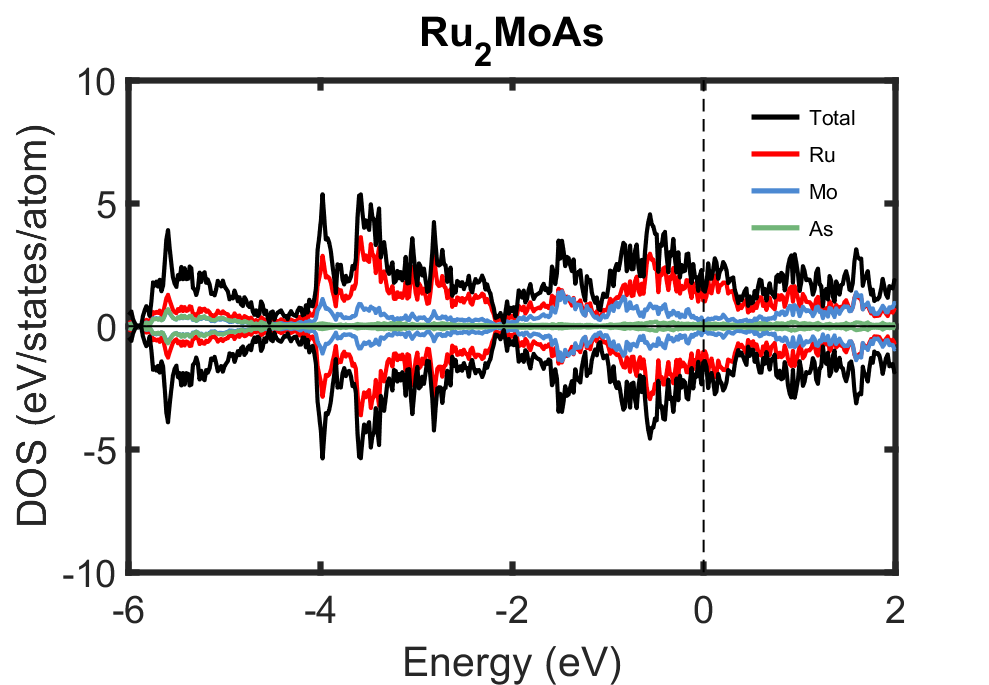 Ru2MoAs
10
5
0
-5
-10
DOS (eV/states/atom)
Total
Ru
Mo
As
-6 -4 -2 0 2
Energy (eV)